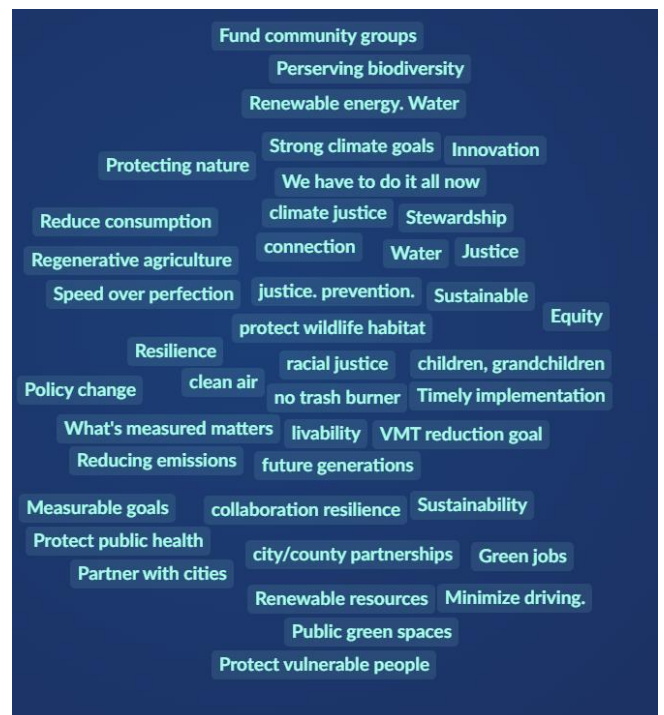 Fund community groups
Perserving biodiversity
Renewable energy. Water
Strong climate goals
Innovation
Protecting nature
We have to do it all now
climate justice
Stewardship
Reduce consumption
connection
Water
Justice
Regenerative agriculture
Speed over perfection
justice. prevention.
Sustainable
Equity
protect wildlife habitat
Resilience
racial justice
children, grandchildren
Policy change
clean air
no trash burner
Timely implementation
What's measured matters
livability
VMT reduction goal
Reducing emissions
future generations
Measurable goals
collaboration resilience
Sustainability
Protect public health
city/county partnerships
Green jobs
Partner with cities
Renewable resources
Minimize driving.
Public green spaces
Protect vulnerable people